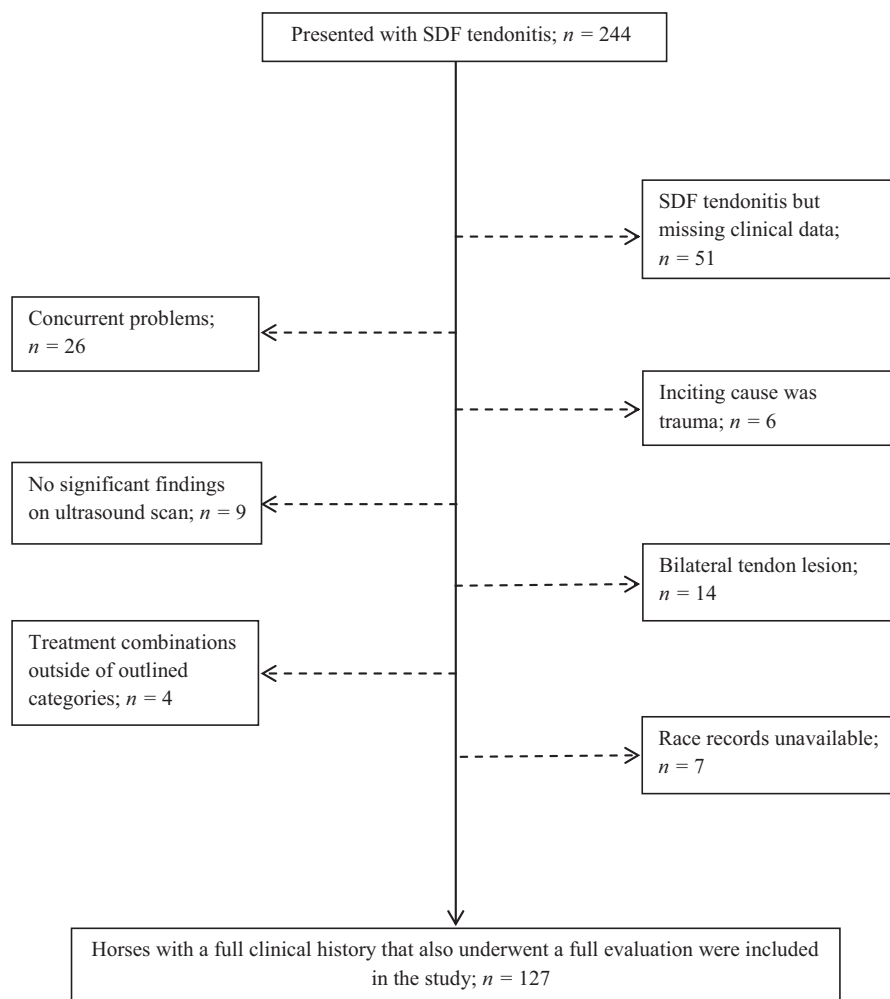 Presented with SDF tendonitis; n = 244
SDF tendonitis but
missing clinical data;
n = 51
Concurrent problems;
n = 26
Inciting cause was
trauma; n = 6
No significant findings
on ultrasound scan; n = 9
Bilateral tendon lesion;
n = 14
Treatment combinations
outside of outlined
categories; n = 4
Race records unavailable;
n = 7
Horses with a full clinical history that also underwent a full evaluation were included
in the study; n = 127